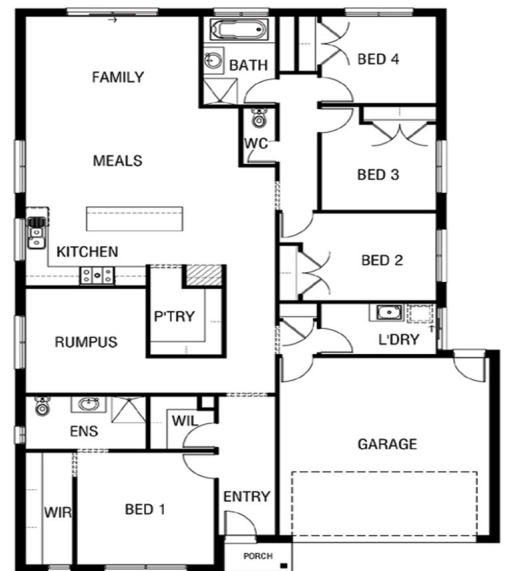 BATH
BED 4
FAMILY
WC
MEALS
BED 3
KITCHEN
BED 2
P'TRY
RUMPUS
L'DRY
WIL
ENS
GARAGE
WIR
BED 1
ENTRY
PORCH